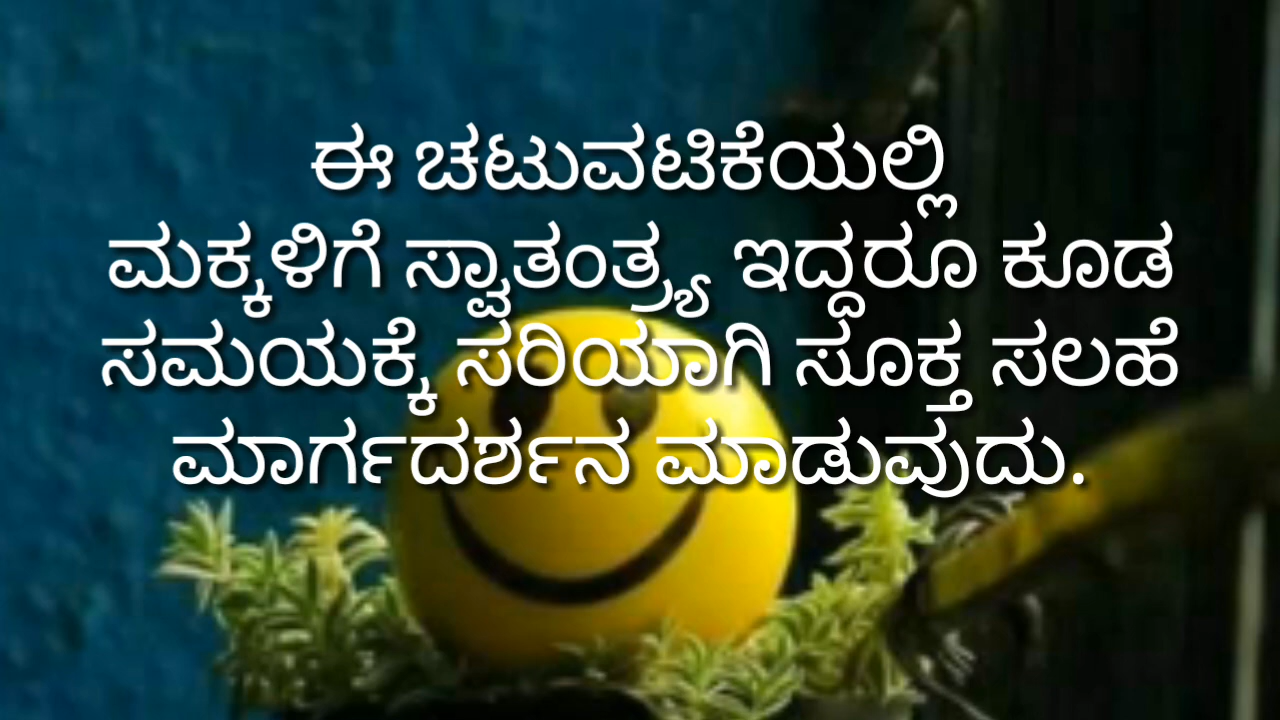 ಈ ಚಟುವಟಿಕೆಯಲ್ಲಿ
ಮಕ್ಕಳಿಗೆ ಸ್ವಾತಂತ್ರ್ಯ ಇದ್ದರೂ ಕೂಡ
ಸಮಯಕ್ಕೆ ಸರಿಯಾಗಿ ಸೂಕ್ತ ಸಲಹೆ
ಮಾರ್ಗದರ್ಶನ ಮಾಡುವುದು.